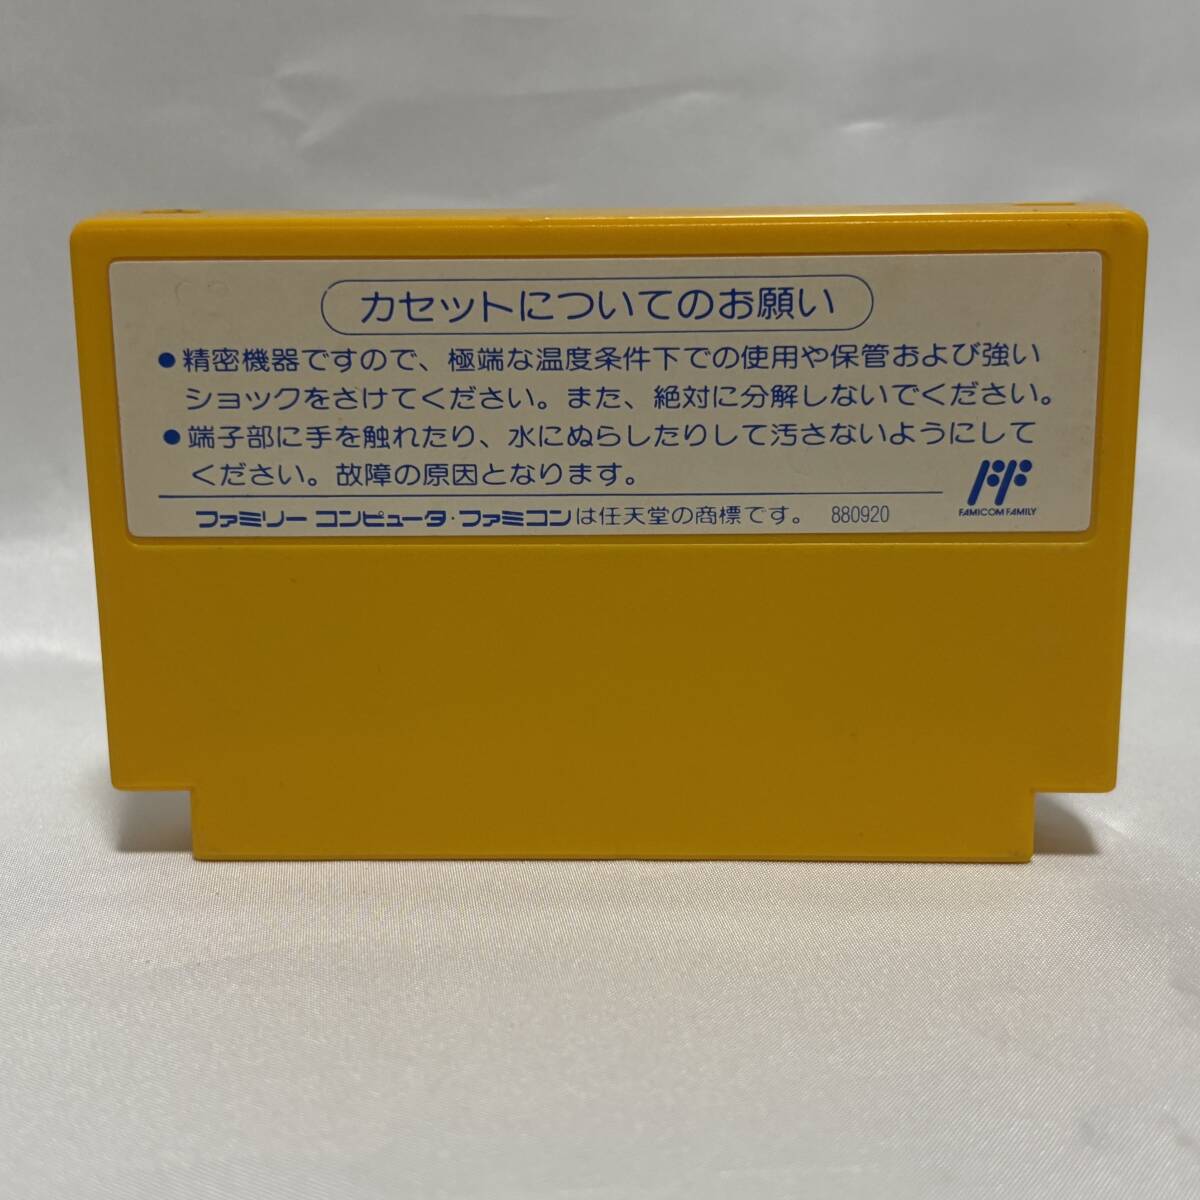 カセットについてのお願い
●精密機器ですので、極端な温度条件下での使用や保管および強い
ショックをさけてください。また、絶対に分解しないでください。
●端子部に手を触れたり、水にぬらしたりして汚さないようにして
ください。故障の原因となります。
ファミリー コンピュータ・ファミコンは任天堂の商標です。 880920
FAMICOM FAMILY